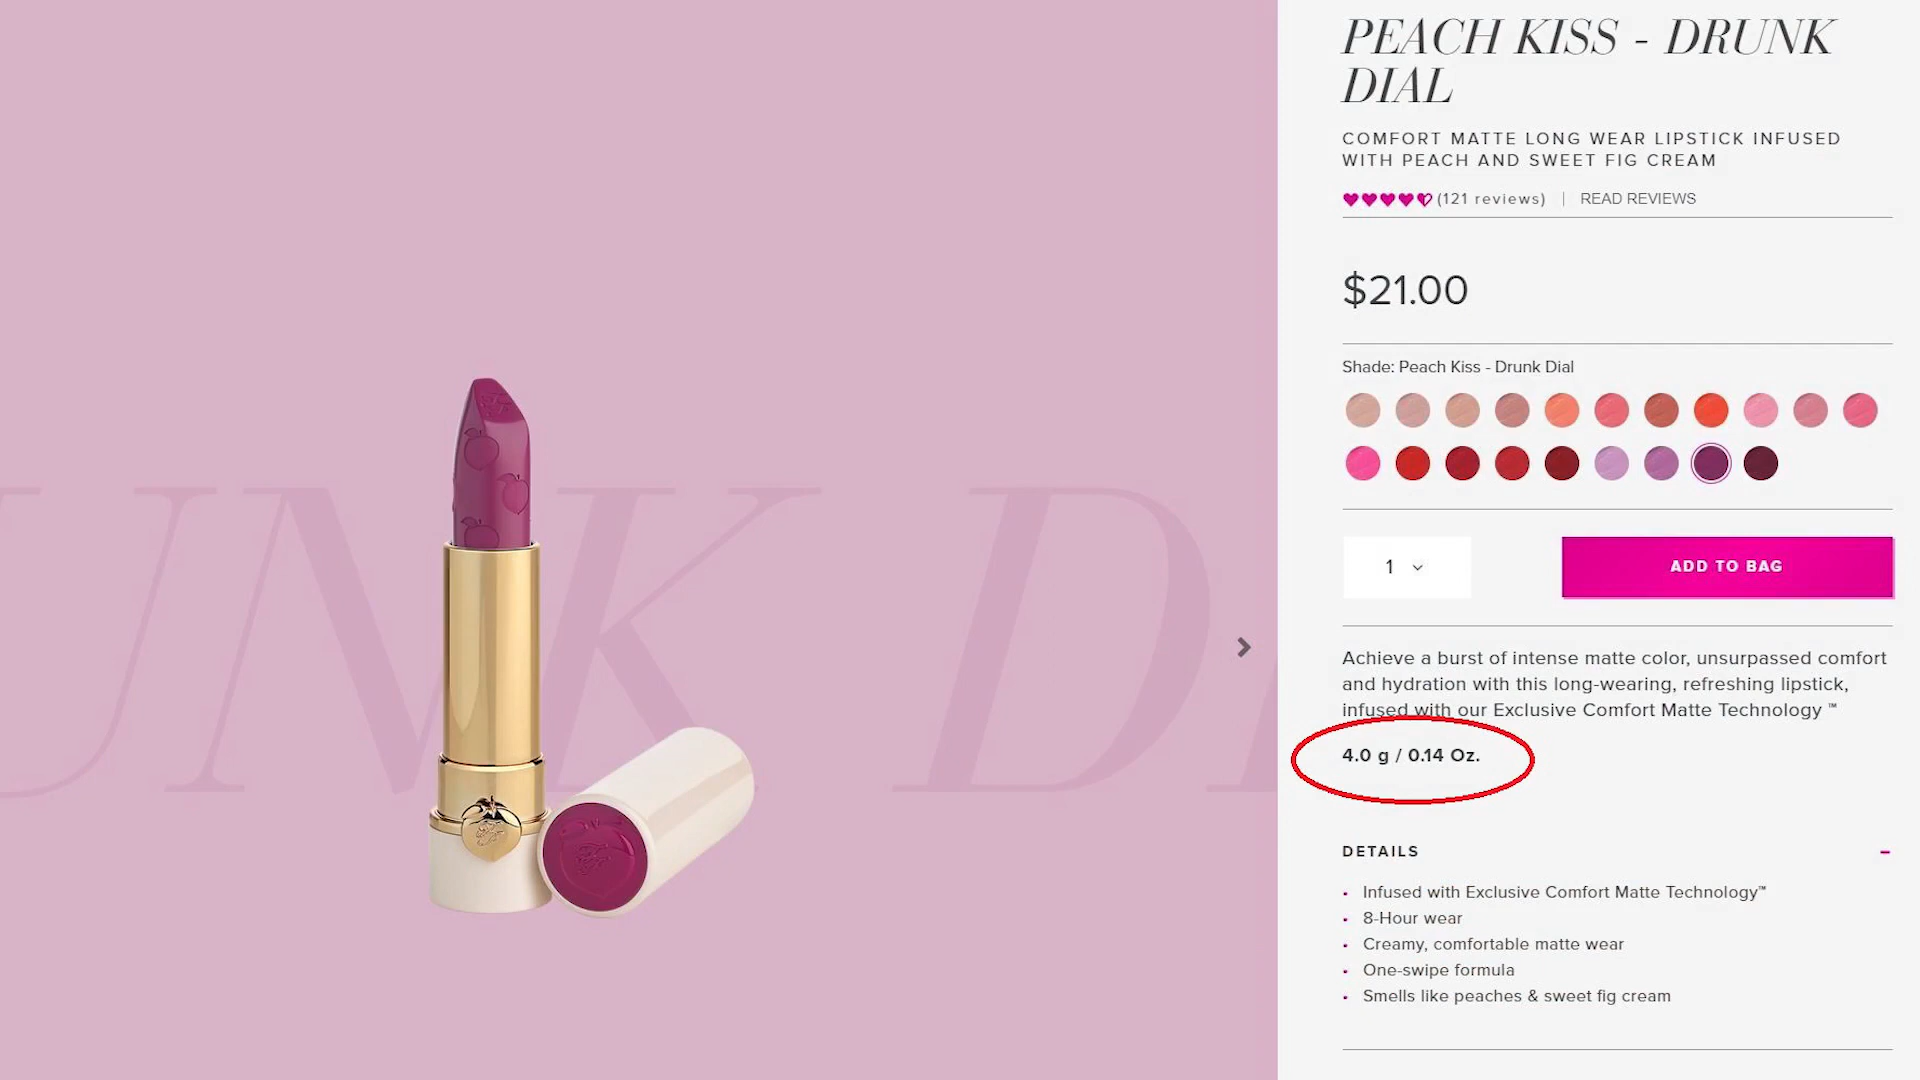 PEACH KISS - DRUNK
DIAL
COMFORT MATTE LONG WEAR LIPSTICK INFUSED
WITH PEACH AND SWEET FIG CREAM
(121 reviews) | READ REVIEWS
$21.00
Shade: Peach Kiss - Drunk Dial
1
ADD TO BAG
UNK DI
Achieve a burst of intense matte color, unsurpassed comfort
and hydration with this long-wearing, refreshing lipstick,
infused with our Exclusive Comfort Matte Technology ™
4.0 g / 0.14 Oz.
DETAILS
Infused with Exclusive Comfort Matte Technology™
8-Hour wear
Creamy, comfortable matte wear
One-swipe formula
Smells like peaches & sweet fig cream